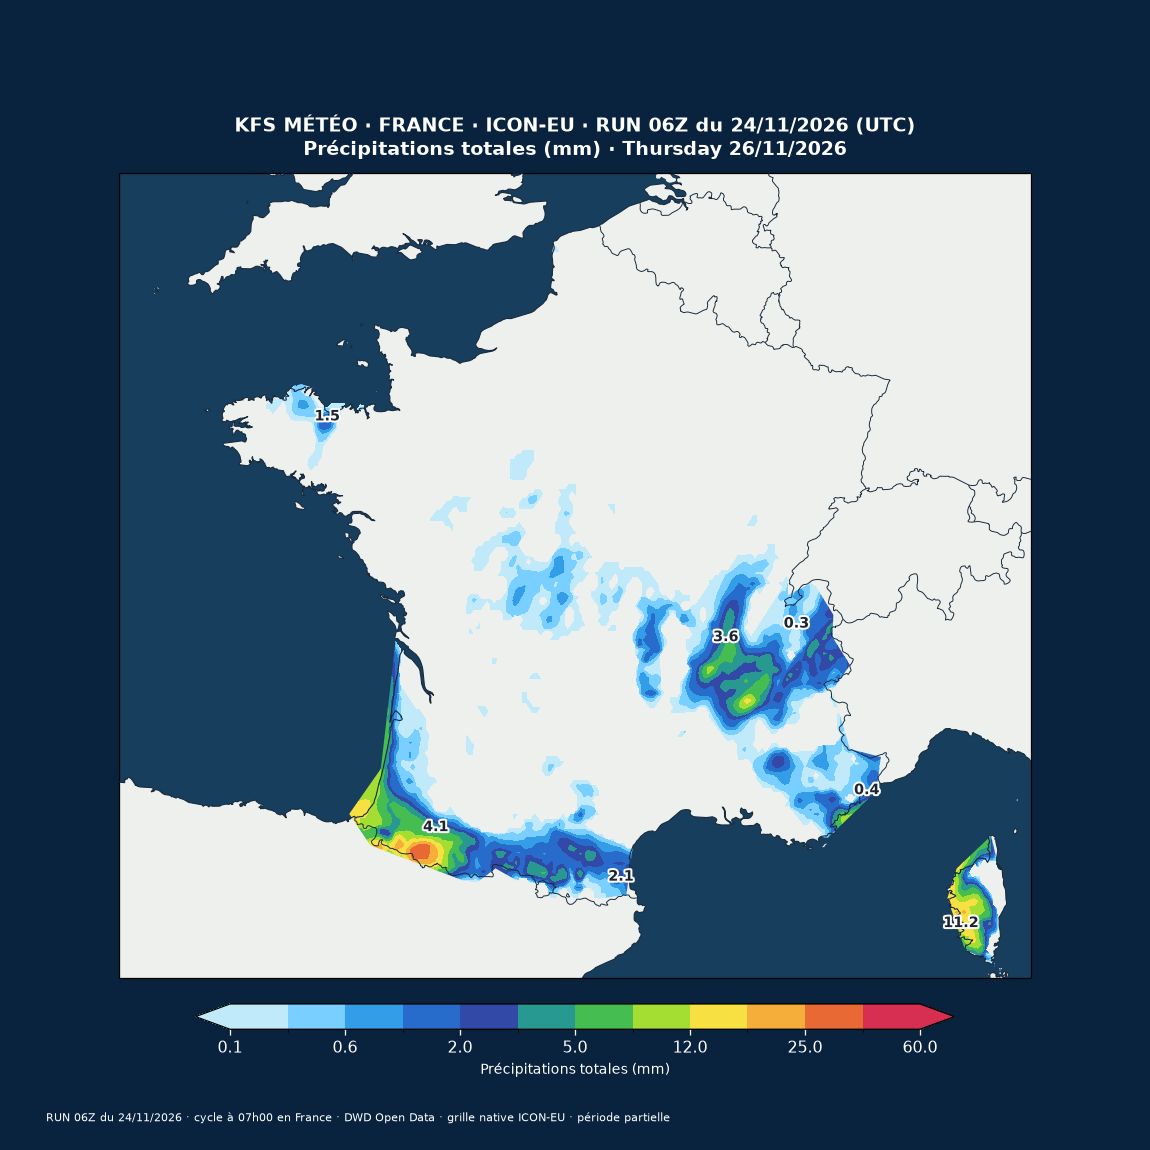 KFS MÉTÉO · FRANCE · ICON-EU · RUN 06Z du 24/11/2026 (UTC)
Précipitations totales (mm) · Thursday 26/11/2026
1.5
0.3
3.6
0.4
4.1
2.1
11.2
0.1 0.6 2.0 5.0 12.0 25.0 60.0
Précipitations totales (mm)
RUN 06Z du 24/11/2026 · cycle à 07h00 en France · DWD Open Data · grille native ICON-EU · période partielle